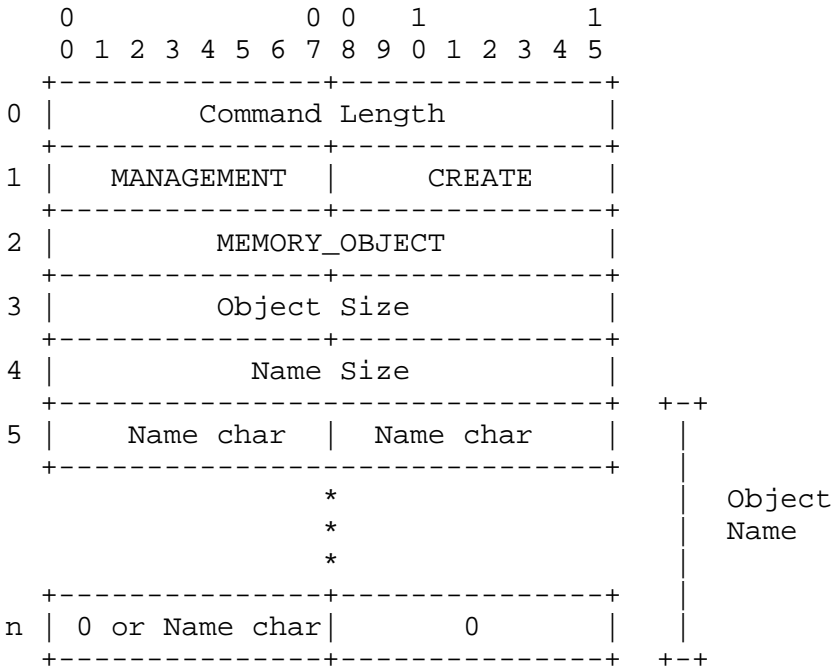 0               0 0   1         1
     0 1 2 3 4 5 6 7 8 9 0 1 2 3 4 5
    +---------------+---------------+
0   |        Command Length         |
    +---------------+---------------+
1   |   MANAGEMENT  |     CREATE    |
    +---------------+---------------+
2   |         MEMORY_OBJECT         |
    +---------------+---------------+
3   |         Object Size           |
    +---------------+---------------+
4   |           Name Size           |
    +-------------------------------+  +-+
5   |    Name char  |  Name char    |   |
    +-------------------------------+   |
                    *                   |  Object
                    *                   |  Name
                    *                   |
    +---------------+---------------+   |
n   | 0 or Name char|       0       |   |
    +---------------+---------------+  +-+